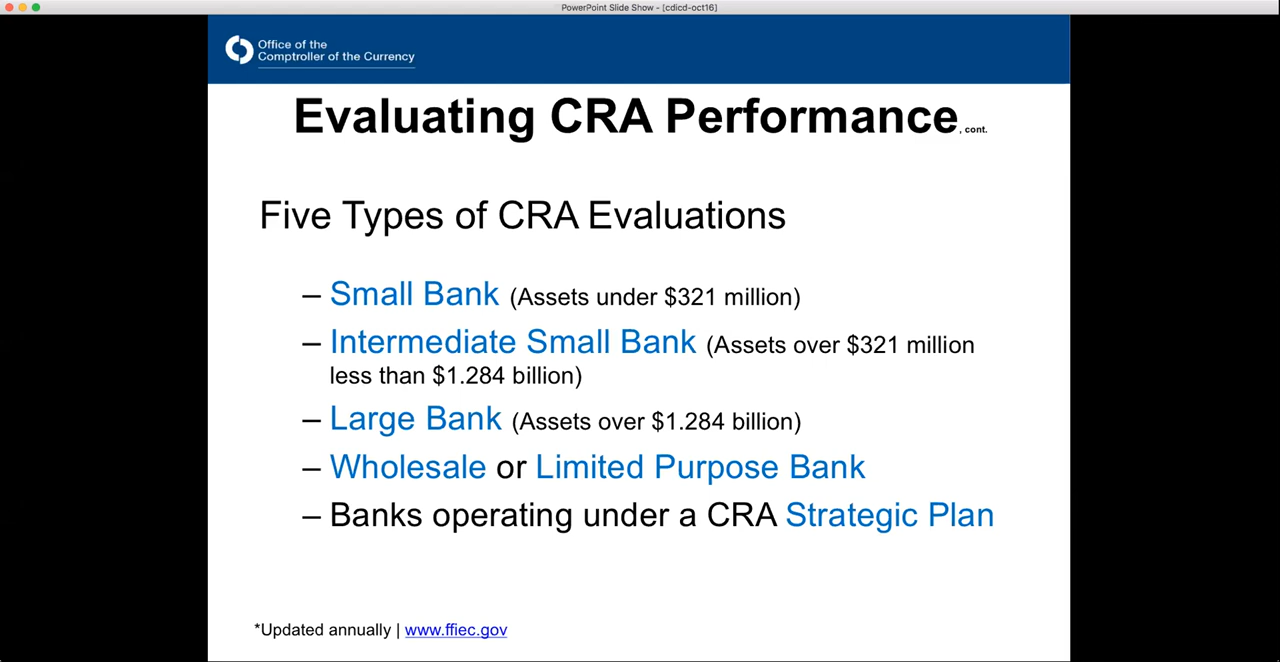 PowerPoint Slide Show - [cdicd-oct16]
Office of the
Comptroller of the Currency
Evaluating CRA Performance, cont.
Five Types of CRA Evaluations
– Small Bank (Assets under $321 million)
– Intermediate Small Bank (Assets over $321 million
less than $1.284 billion)
– Large Bank (Assets over $1.284 billion)
– Wholesale or Limited Purpose Bank
– Banks operating under a CRA Strategic Plan
*Updated annually | www.ffiec.gov